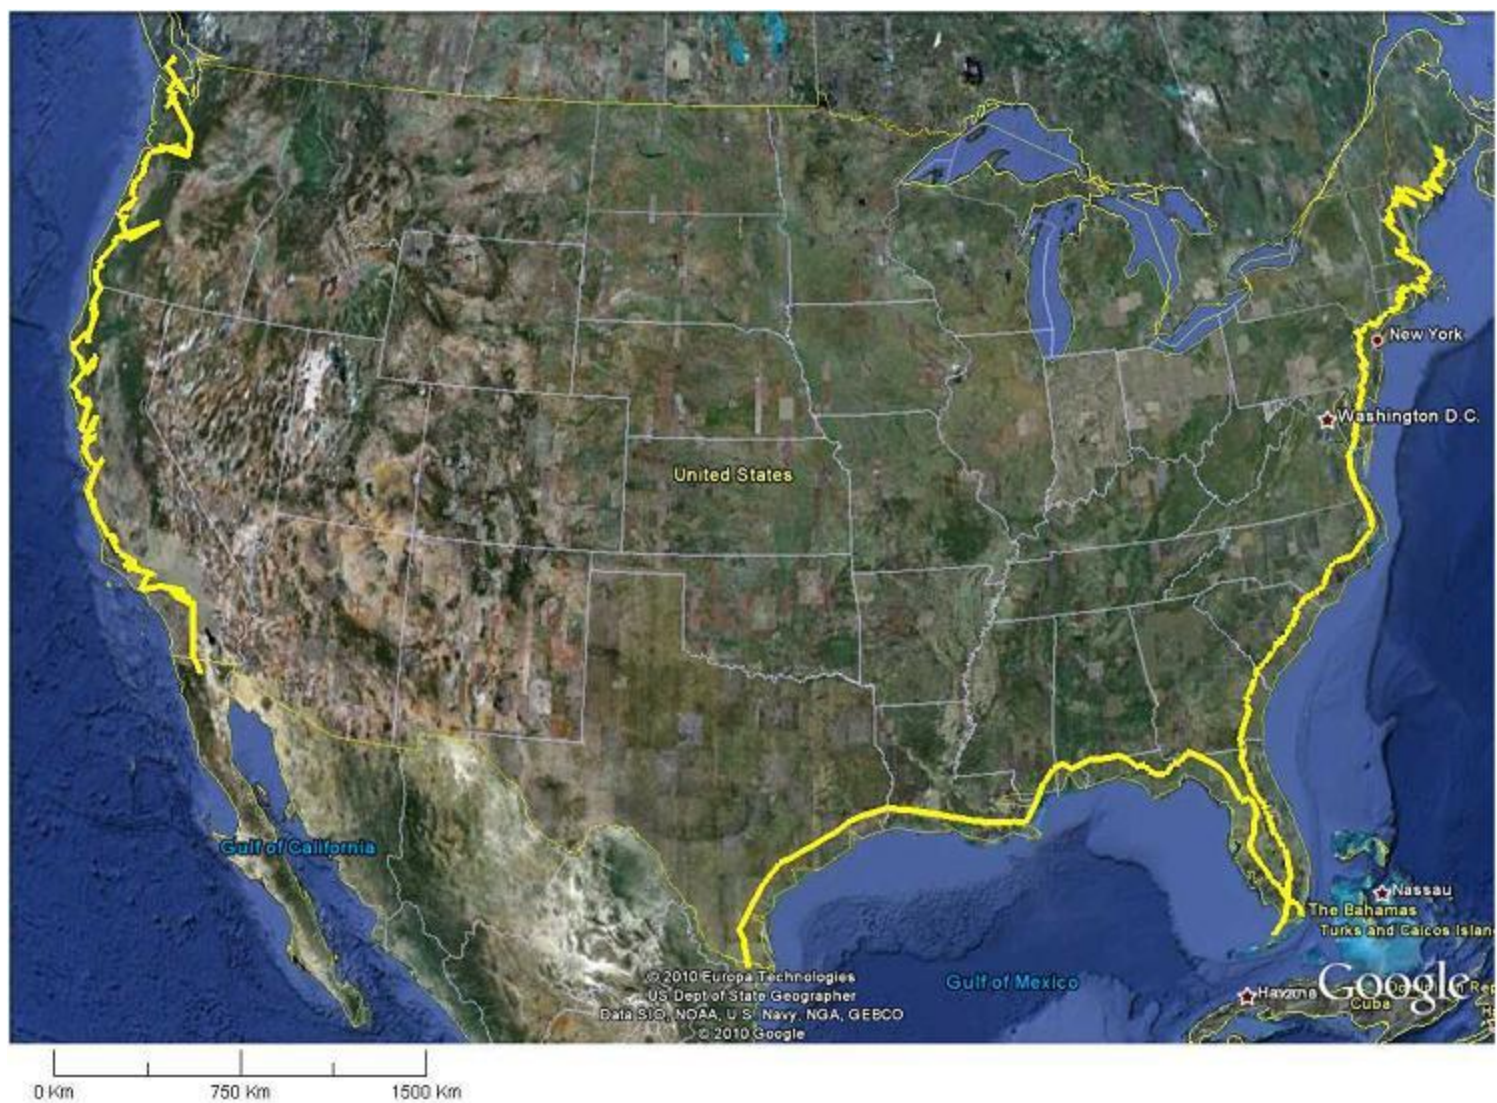 New York
Washington D.C.
United States
Gulf of California
Nassau
The Bahamas
Turks and Caicos Islan
© 2010 Europa Technologies
US Dept of State Geographer
Data SIO, NOAA, U.S. Navy, NGA, GEBCO
© 2010 Google
Gulf of Mexico
Havana
Google
Cuba
0 Km 750 Km 1500 Km